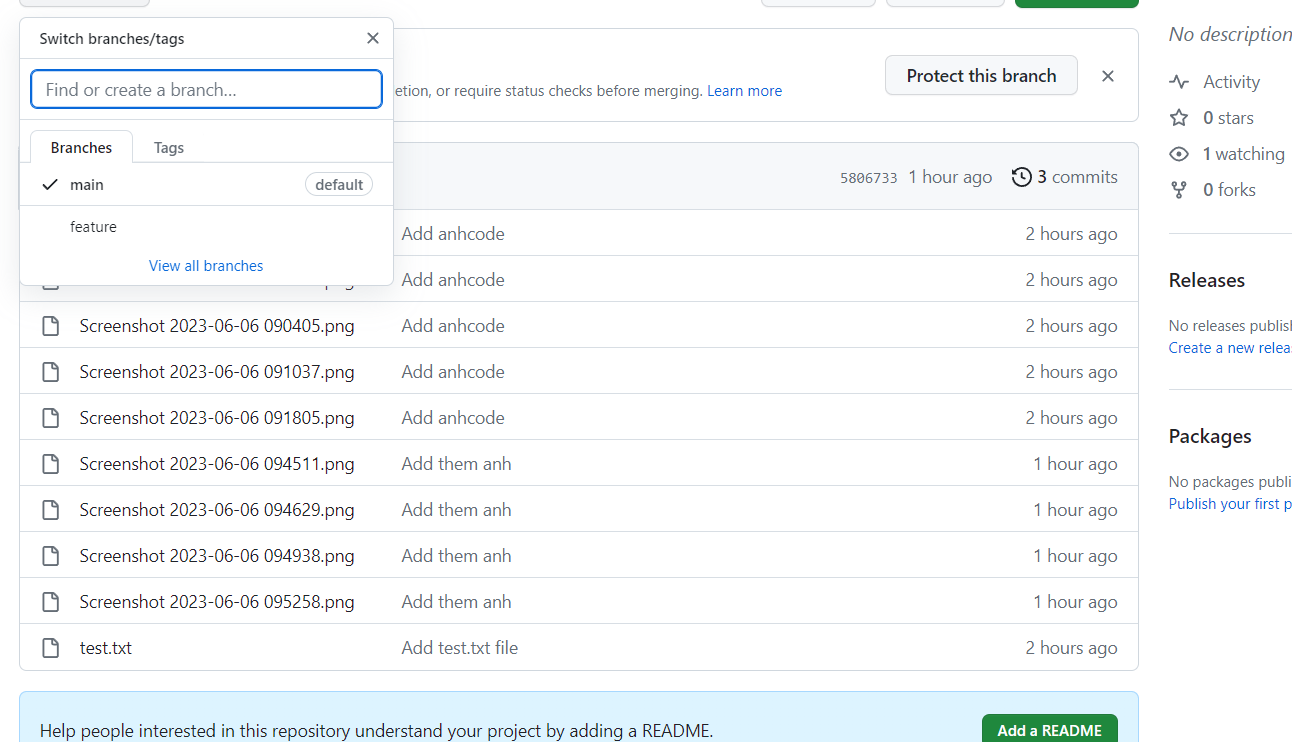 Switch branches/tags
Find or create a branch...
etion, or require status checks before merging. Learn more
Protect this branch
Branches
Tags
main
default
feature
View all branches
5806733 1 hour ago 3 commits
Add anhcode 2 hours ago
Add anhcode 2 hours ago
Screenshot 2023-06-06 090405.png Add anhcode 2 hours ago
Screenshot 2023-06-06 091037.png Add anhcode 2 hours ago
Screenshot 2023-06-06 091805.png Add anhcode 2 hours ago
Screenshot 2023-06-06 094511.png Add them anh 1 hour ago
Screenshot 2023-06-06 094629.png Add them anh 1 hour ago
Screenshot 2023-06-06 094938.png Add them anh 1 hour ago
Screenshot 2023-06-06 095258.png Add them anh 1 hour ago
test.txt Add test.txt file 2 hours ago
Help people interested in this repository understand your project by adding a README.
Add a README
No description
Activity
0 stars
1 watching
0 forks
Releases
No releases publis
Create a new relea
Packages
No packages publi
Publish your first p